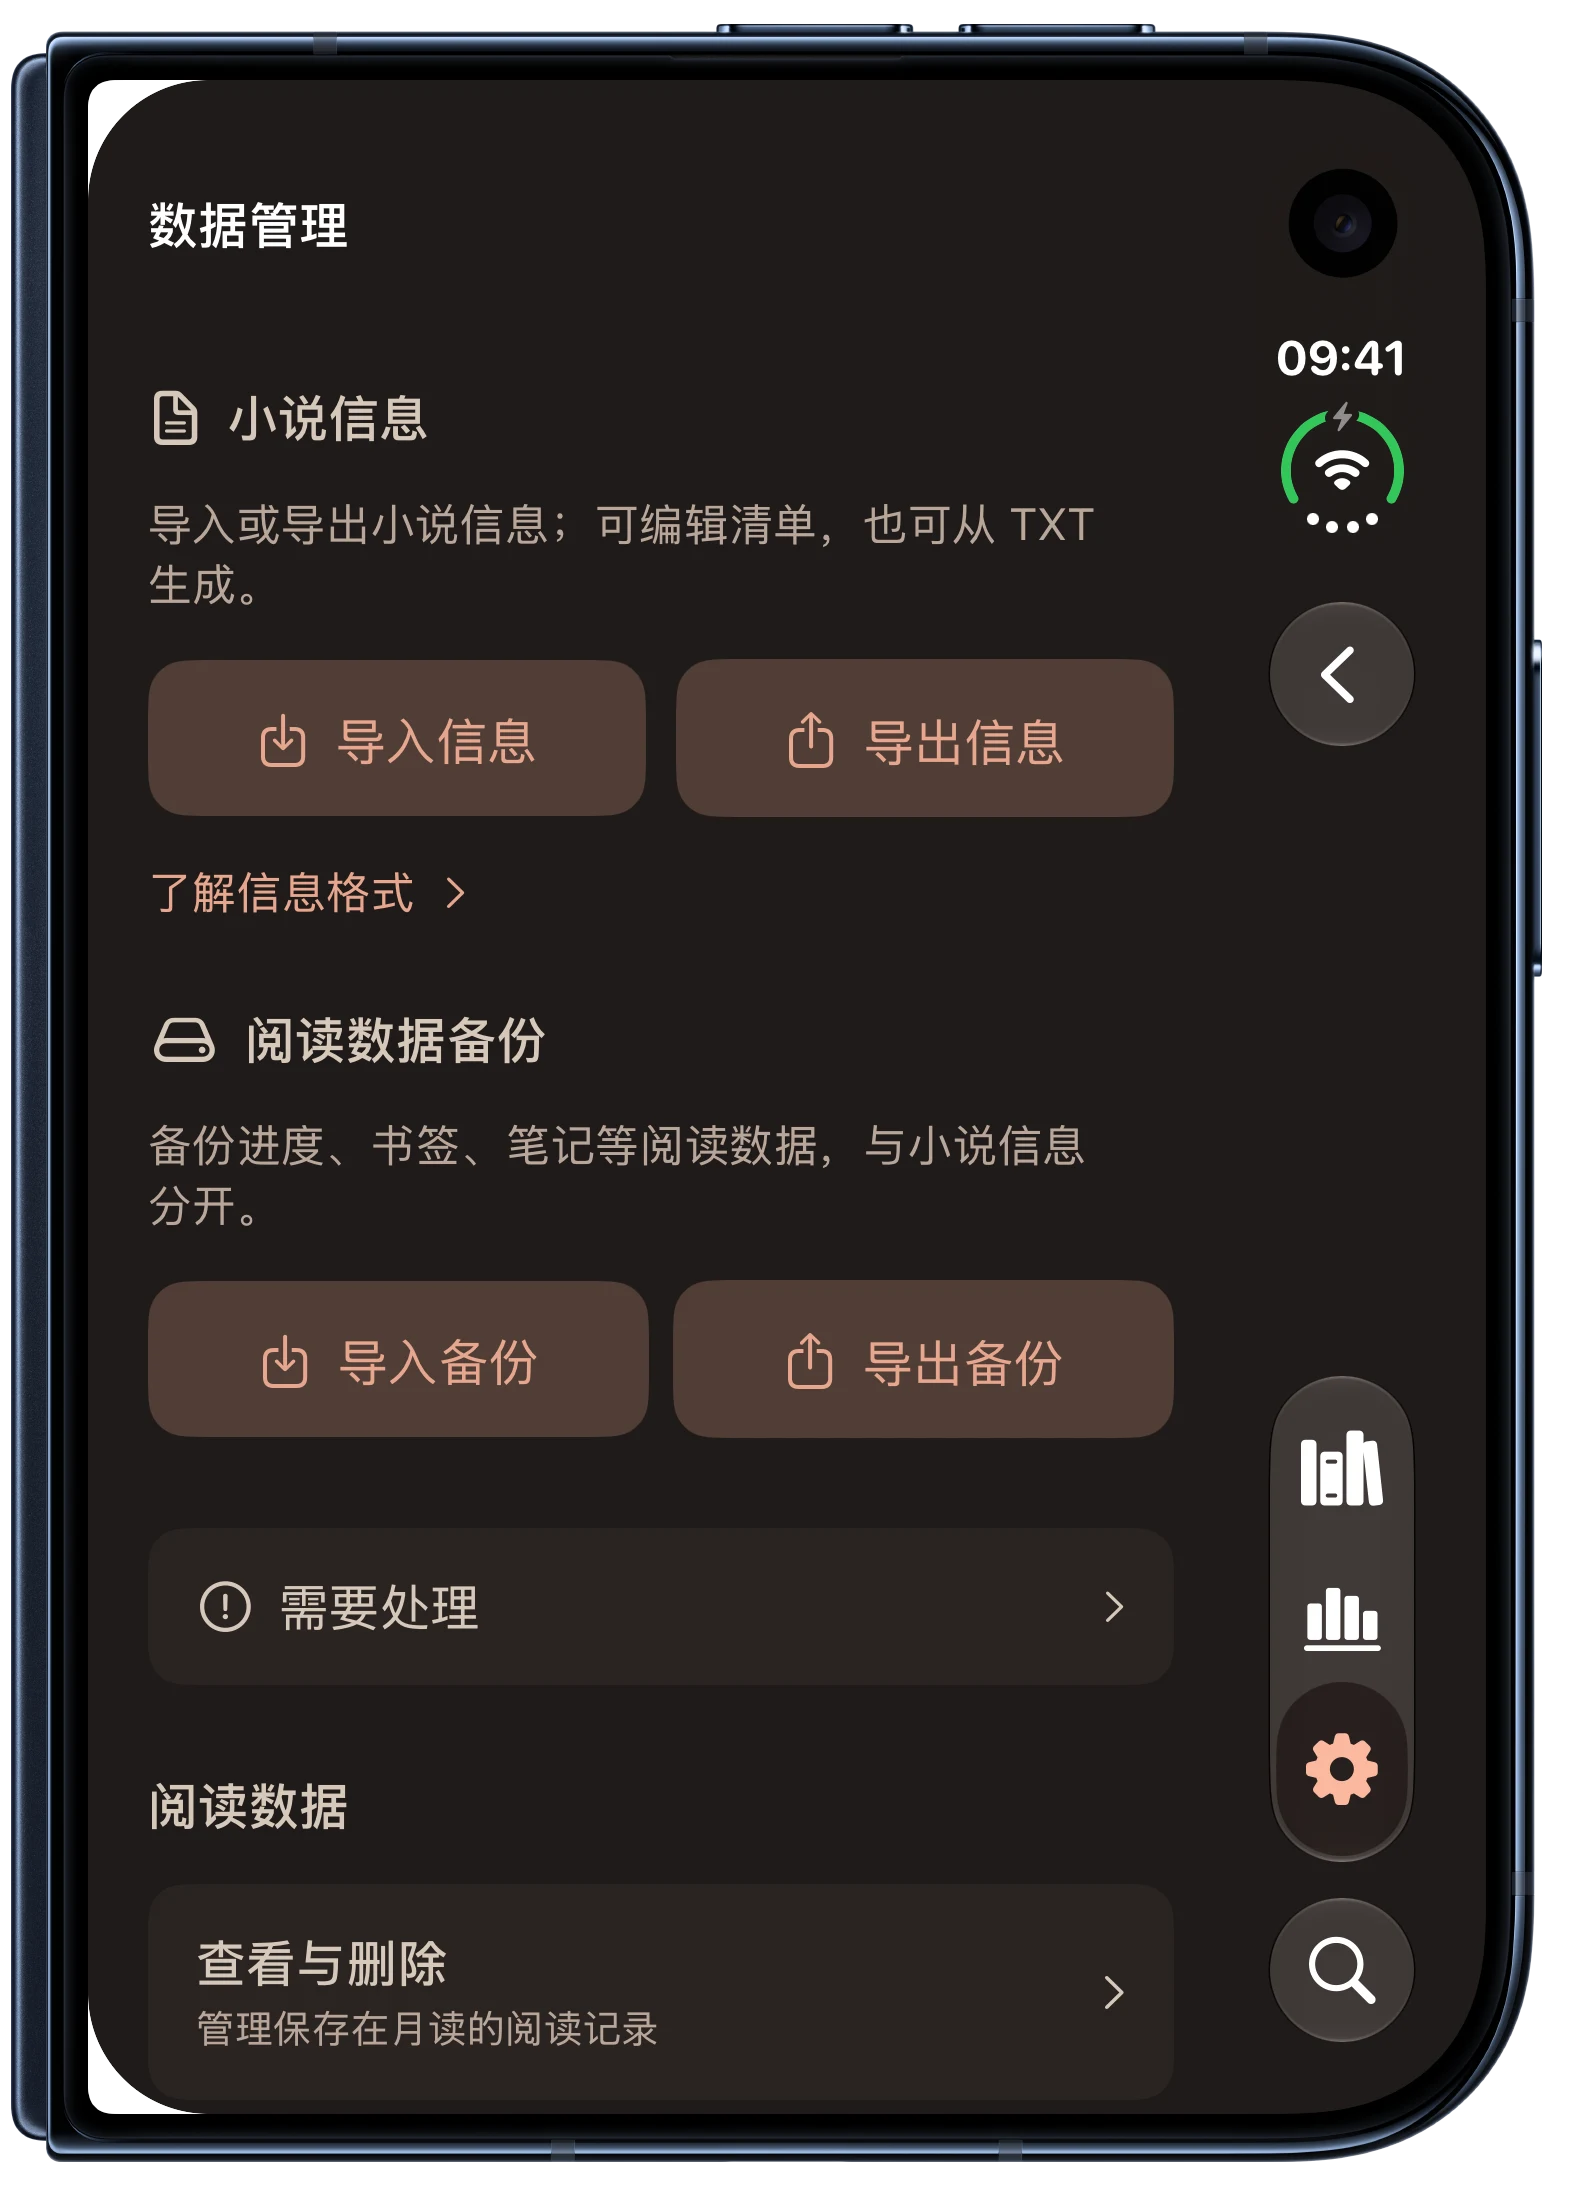 数据管理
09:41
小说信息
导入或导出小说信息；可编辑清单，也可从 TXT
生成。
导入信息
导出信息
了解信息格式
阅读数据备份
备份进度、书签、笔记等阅读数据，与小说信息
分开。
导入备份
导出备份
需要处理
阅读数据
查看与删除
管理保存在月读的阅读记录